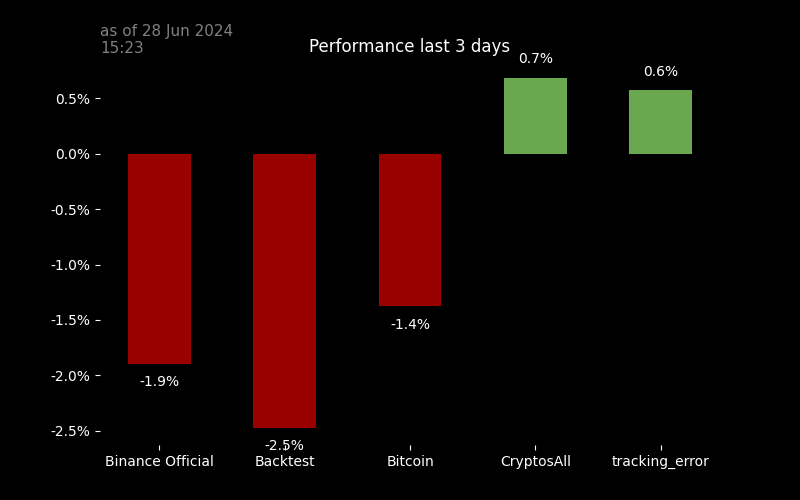 as of 28 Jun 2024
15:23
Performance last 3 days
0.7%
0.6%
0.5%
0.0%
-0.5%
-1.0%
-1.5%
-1.4%
-2.0%
-1.9%
-2.5%
-2.5%
Binance Official
Backtest
Bitcoin
CryptosAll
tracking_error